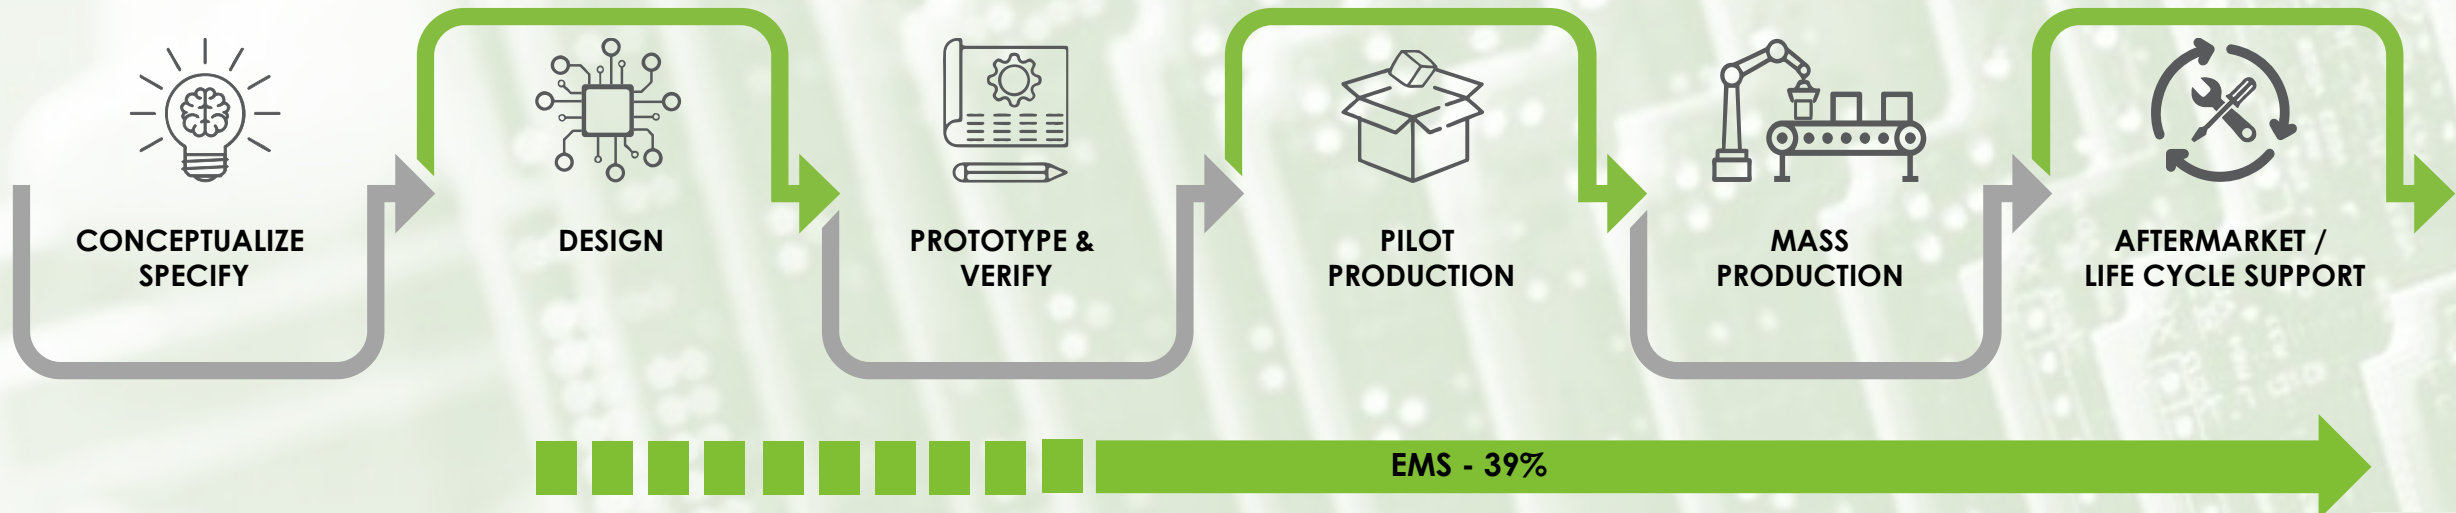 CONCEPTUALIZE
SPECIFY
DESIGN
PROTOTYPE &
VERIFY
PILOT
PRODUCTION
MASS
PRODUCTION
AFTERMARKET /
LIFE CYCLE SUPPORT
EMS - 39%